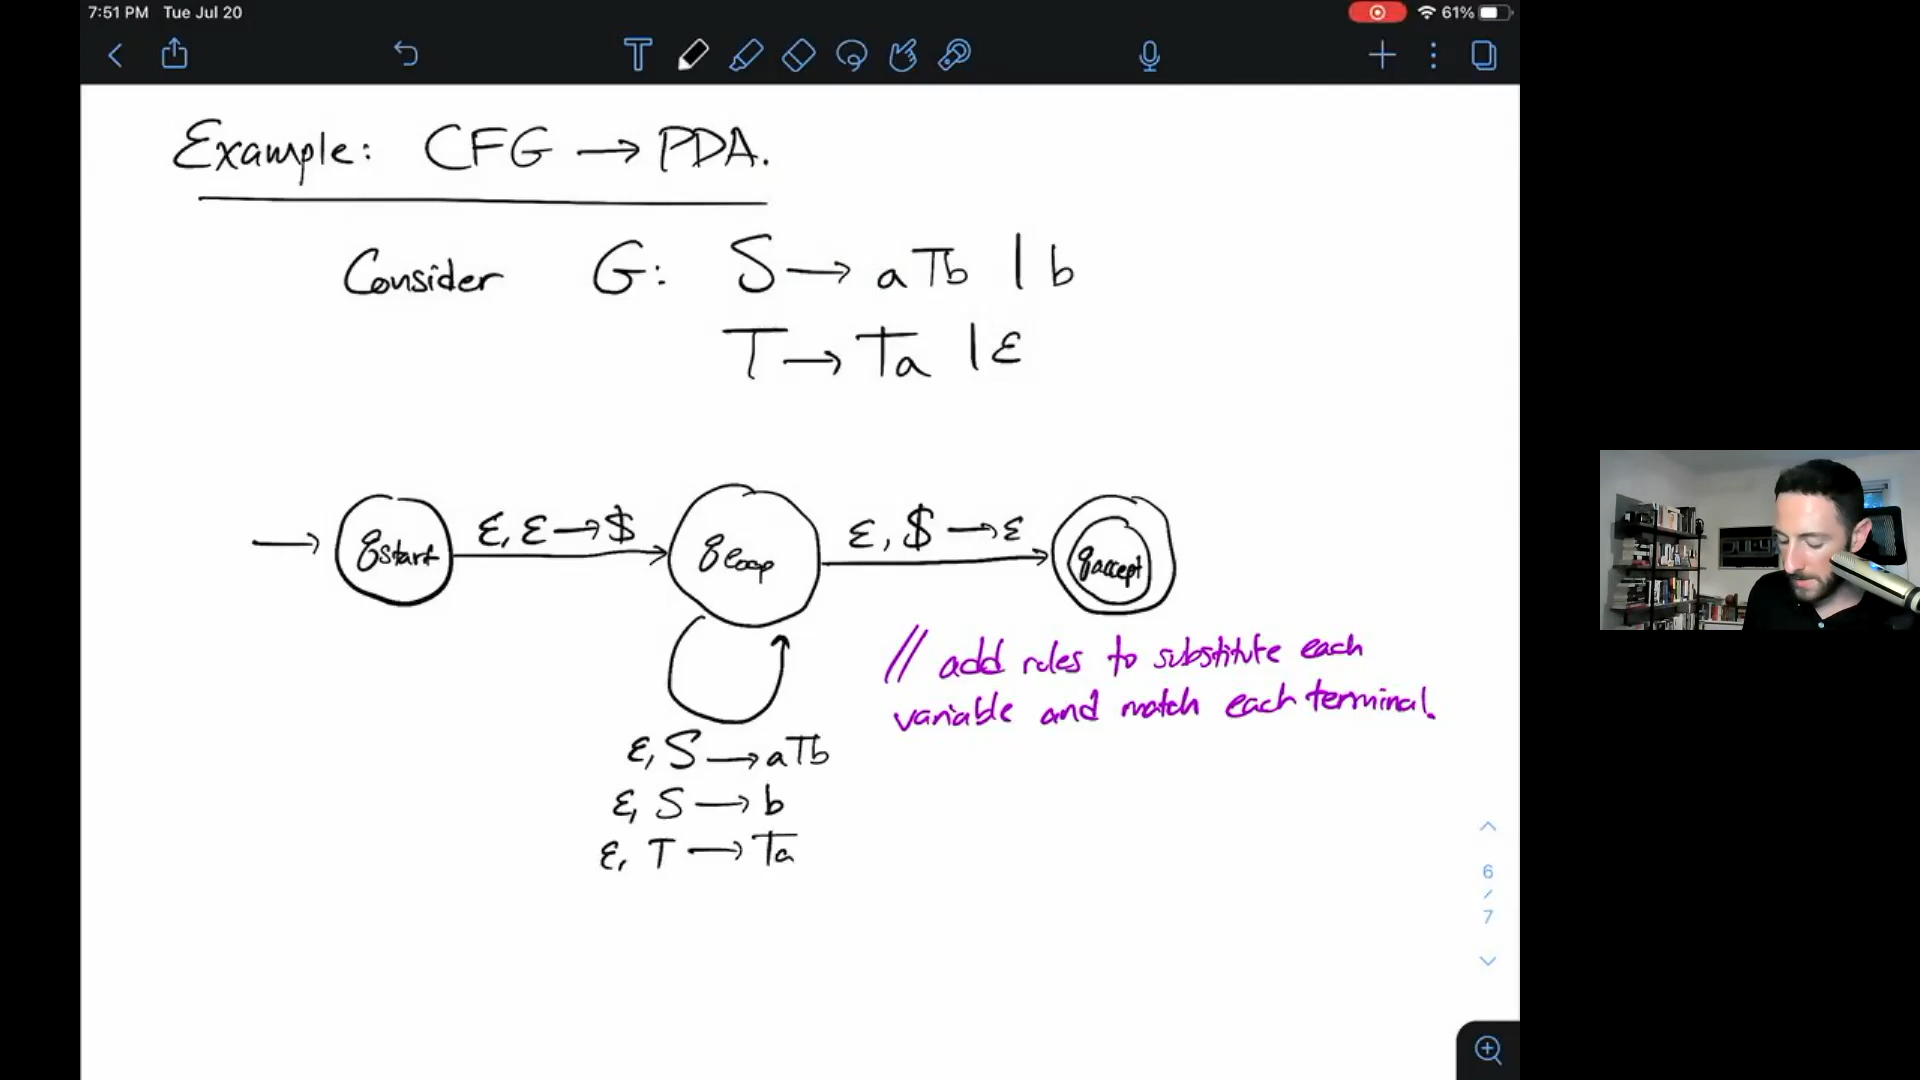 7:51 PM Tue Jul 20
61%
T
Example: CFG → PDA.
Consider G: S → aTb | b
T → Ta | ε
→ qstart ε, ε → $ qloop ε, $ → ε qaccept
// add rules to substitute each
variable and match each terminal.
ε, S → aTb
ε, S → b
ε, T → Ta
6
/
7